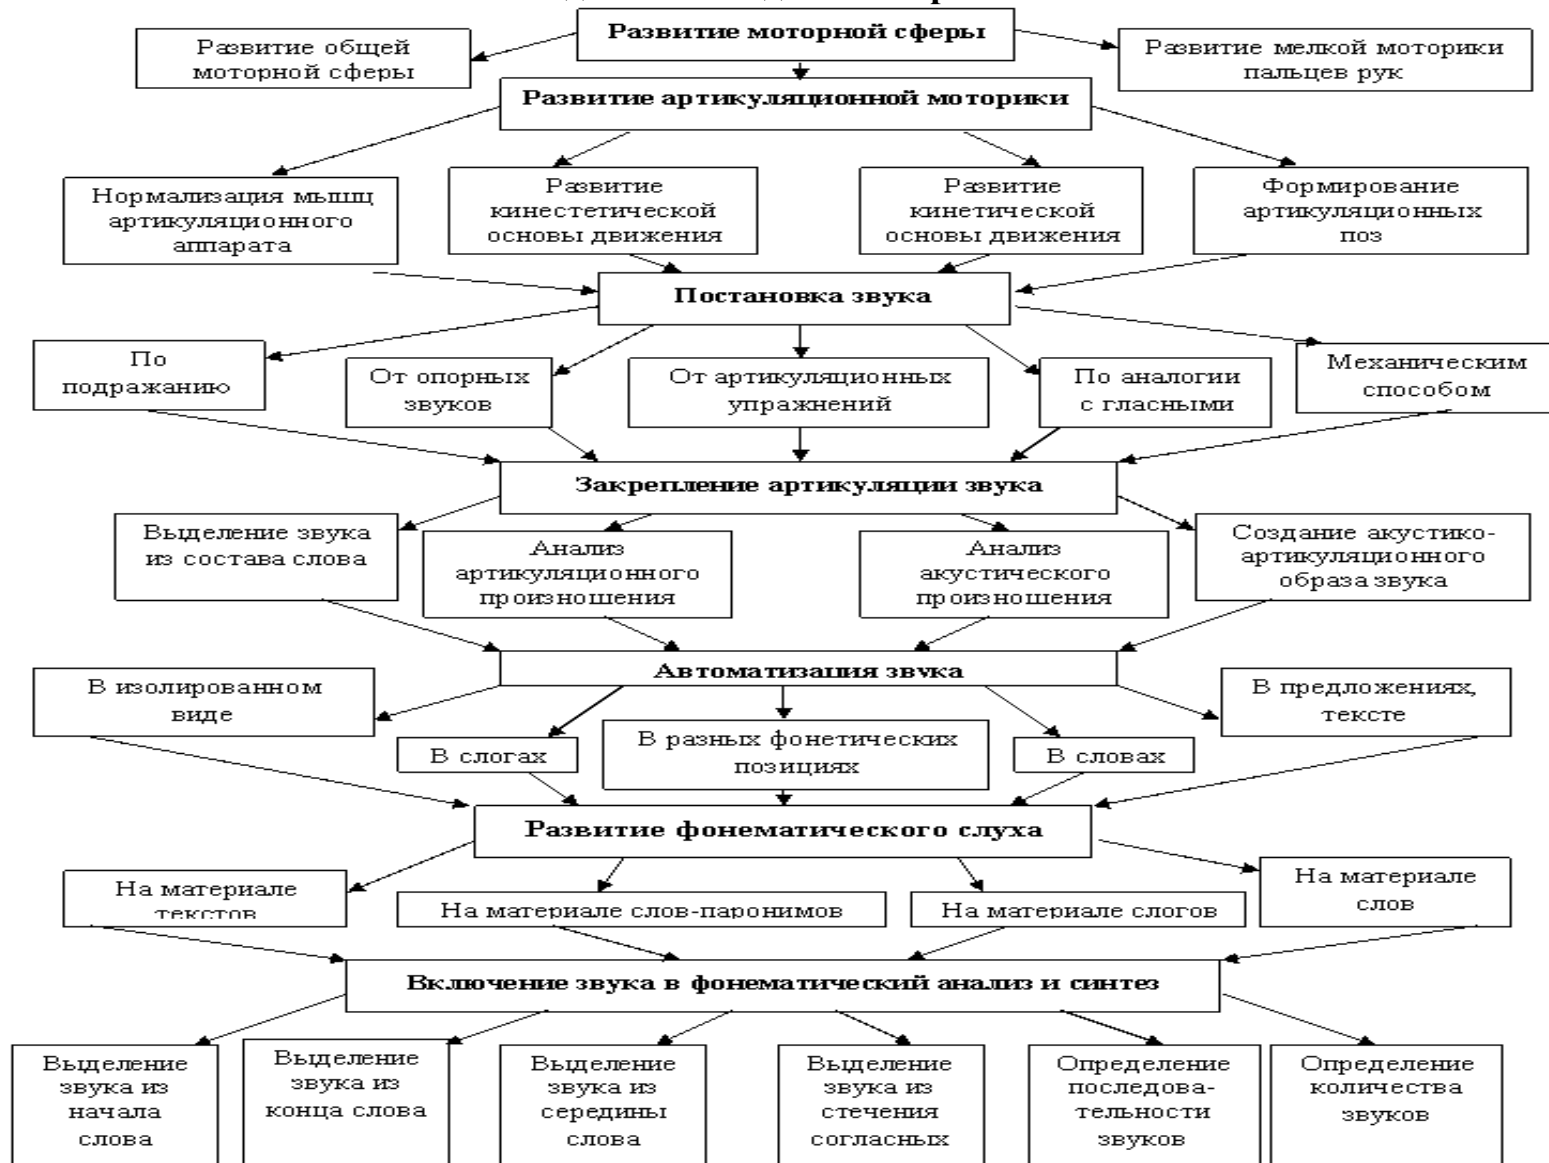 Развитие моторной сферы
Развитие общей
моторной сферы
Развитие мелкой моторики
пальцев рук
Развитие артикуляционной моторики
Нормализация мышц
артикуляционного
аппарата
Развитие
кинестетической
основы движения
Развитие
кинетической
основы движения
Формирование
артикуляционных
поз
Постановка звука
По
подражанию
От опорных
звуков
От артикуляционных
упражнений
По аналогии
с гласными
Механическим
способом
Закрепление артикуляции звука
Выделение звука
из состава слова
Анализ
артикуляционного
произношения
Анализ
акустического
произношения
Создание акустико-
артикуляционного
образа звука
Автоматизация звука
В изолированном
виде
В слогах
В разных фонетических
позициях
В словах
В предложениях,
тексте
Развитие фонематического слуха
На материале
текстов
На материале слов-паронимов
На материале слогов
На материале
слов
Включение звука в фонематический анализ и синтез
Выделение
звука из
начала
слова
Выделение
звука из
конца слова
Выделение
звука из
середины
слова
Выделение
звука из
стечения
согласных
Определение
последова-
тельности
звуков
Определение
количества
звуков